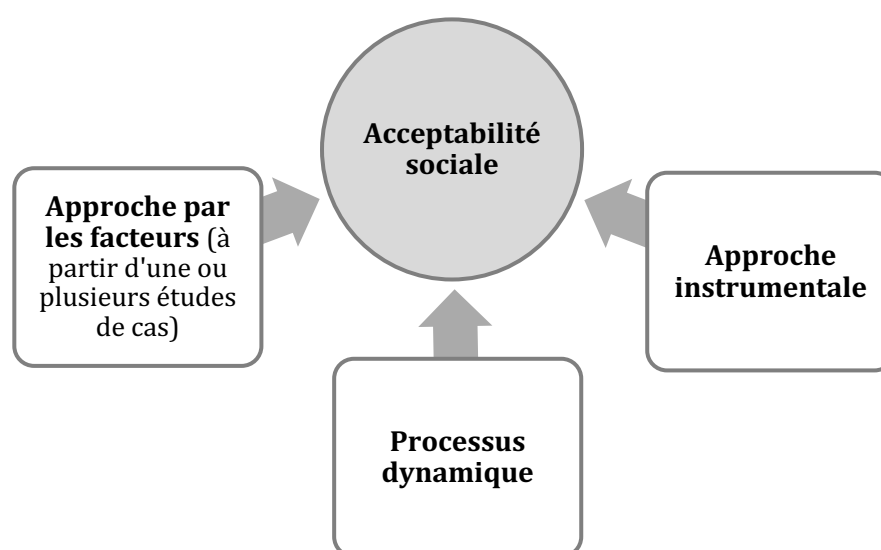 Acceptabilité
sociale
Approche par
les facteurs (à
partir d'une ou
plusieurs études
de cas)
Approche
instrumentale
Processus
dynamique